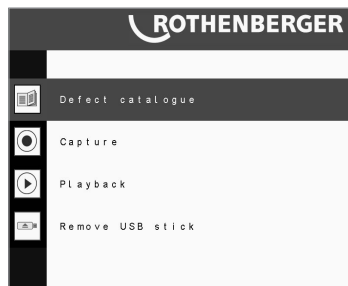 ROTHENBERGER
Defect catalogue
Capture
Playback
Remove USB stick